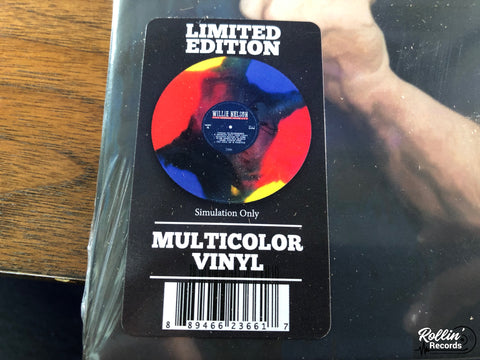 LIMITED
EDITION
WILLIE NELSON
Simulation Only
MULTICOLOR
VINYL
8 89466 23661 7
Rollin'
Records